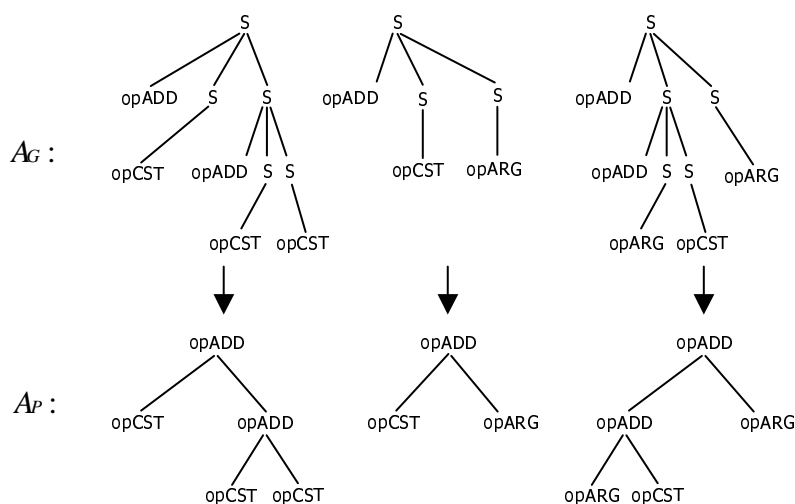 S S S
opADD S S opADD S S opADD S S
A_G :
opCST opADD S S opCST opARG opADD S S opARG
opCST opCST opARG opCST
opADD opADD opADD
A_P :
opCST opADD opCST opARG opADD opARG
opCST opCST opARG opCST